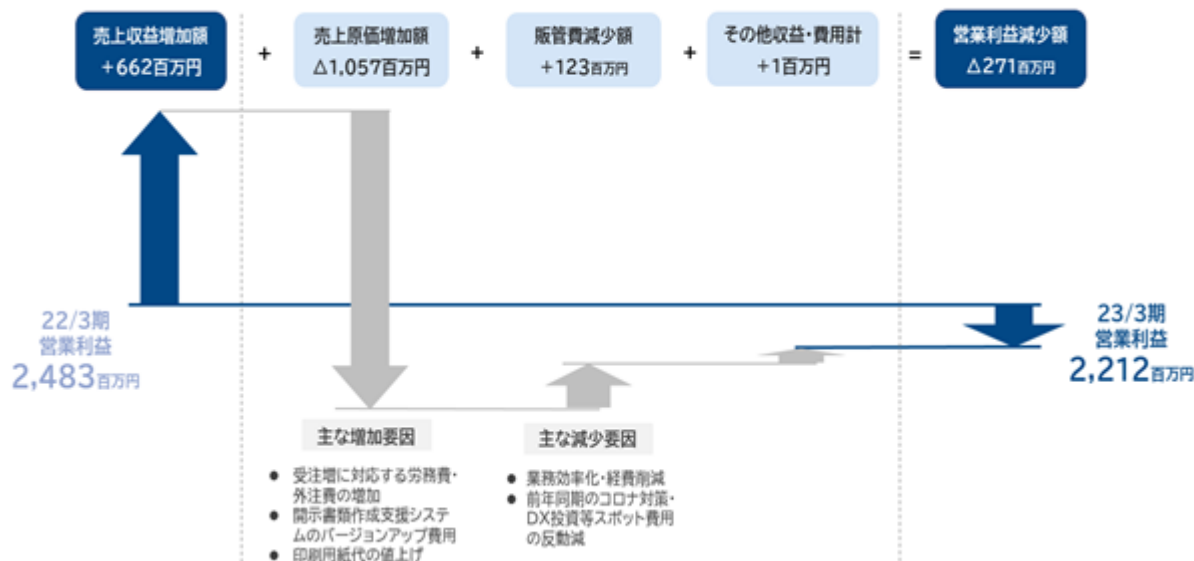 売上収益増加額
+662百万円
+
売上原価増加額
Δ1,057百万円
+
販管費減少額
+123百万円
+
その他収益・費用計
+1百万円
=
営業利益減少額
Δ271百万円
22/3期
営業利益
2,483百万円
23/3期
営業利益
2,212百万円
主な増加要因
● 受注増に対応する労務費・
外注費の増加
● 開示書類作成支援システ
ムのバージョンアップ費用
● 印刷用紙代の値上げ
主な減少要因
● 業務効率化・経費削減
● 前年同期のコロナ対策・
DX投資等スポット費用
の反動減